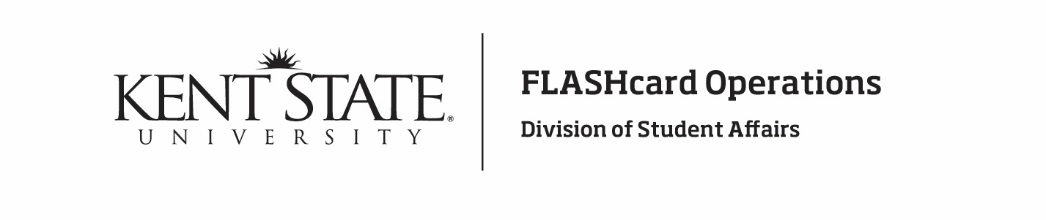 KENT STATE®
UNIVERSITY
FLASHcard Operations
Division of Student Affairs